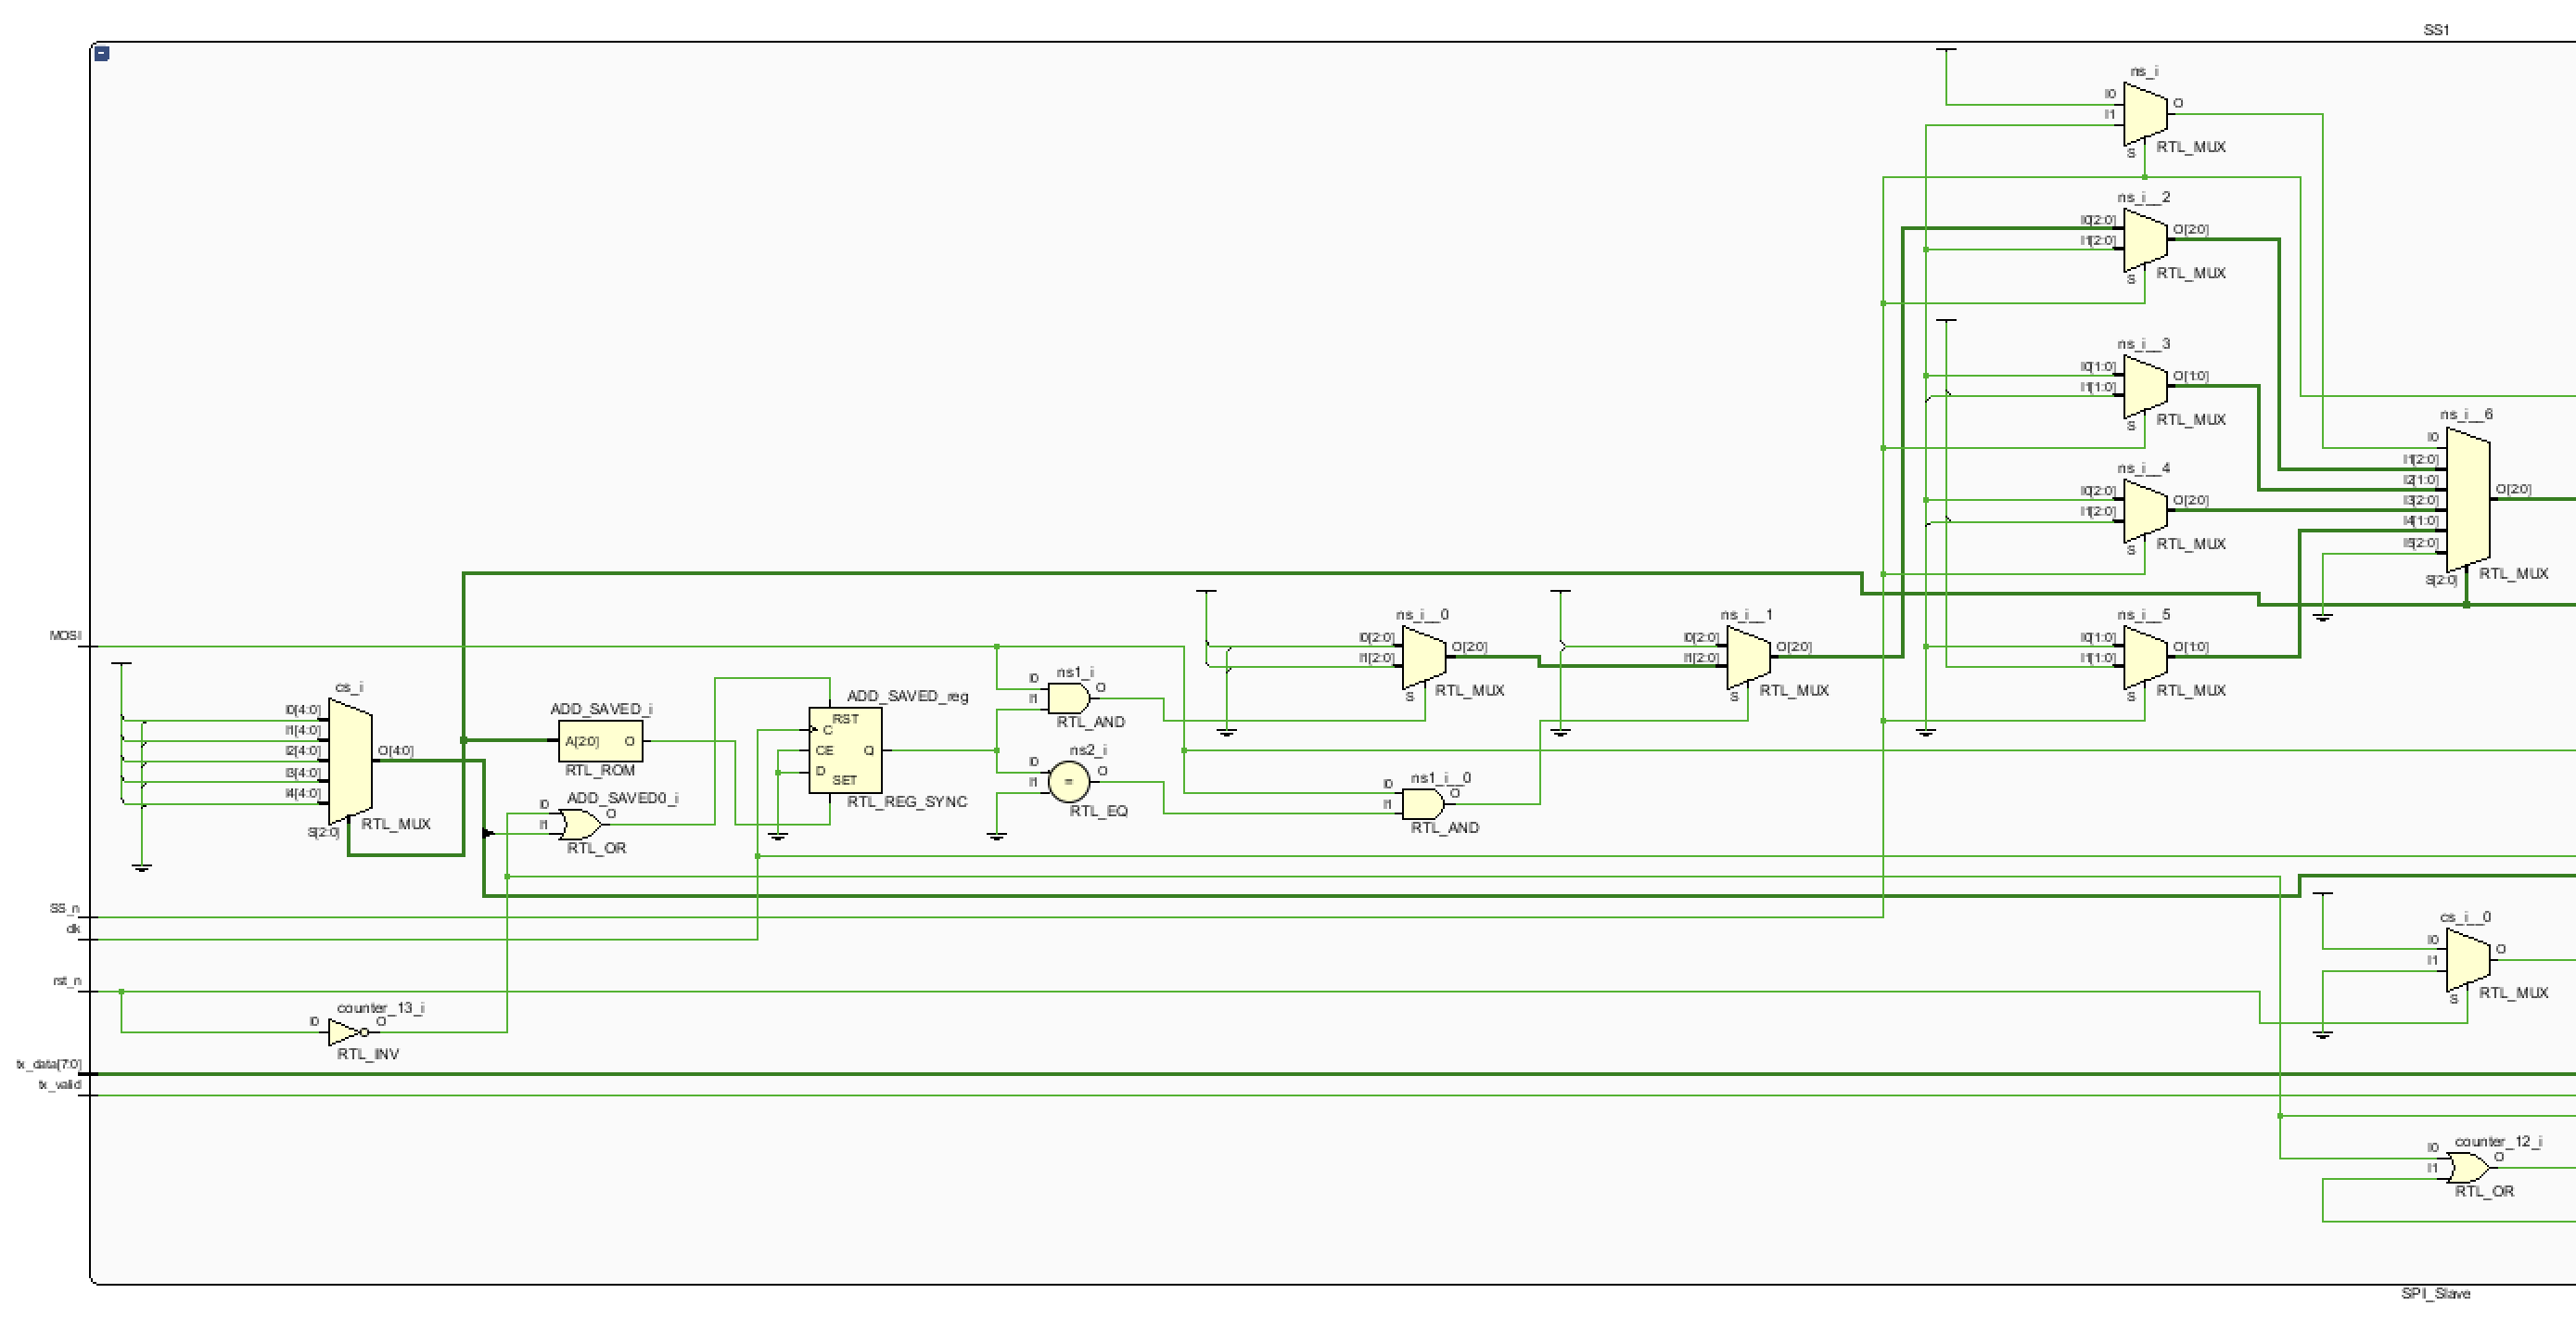 SS1
ns_i
I0
O
I1
S
RTL_MUX
ns_i__2
I0[2:0]
O[2:0]
I1[2:0]
S
RTL_MUX
ns_i__3
I0[1:0]
O[1:0]
I1[1:0]
S
RTL_MUX
ns_i__6
I0
I1[2:0]
I2[1:0]
I3[2:0]
I4[1:0]
I5[2:0]
O[2:0]
S[2:0]
RTL_MUX
ns_i__4
I0[2:0]
O[2:0]
I1[2:0]
S
RTL_MUX
ns_i__0
I0[2:0]
O[2:0]
I1[2:0]
S
RTL_MUX
ns_i__1
I0[2:0]
O[2:0]
I1[2:0]
S
RTL_MUX
ns_i__5
I0[1:0]
O[1:0]
I1[1:0]
S
RTL_MUX
MOSI
cs_i
I0[4:0]
I1[4:0]
I2[4:0]
I3[4:0]
I4[4:0]
O[4:0]
S[2:0]
RTL_MUX
ADD_SAVED_i
A[2:0]
O
RTL_ROM
ADD_SAVED0_i
I0
O
I1
RTL_OR
ADD_SAVED_reg
RST
C
CE
Q
D
SET
RTL_REG_SYNC
ns1_i
I0
O
I1
RTL_AND
ns2_i
I0
O
I1
=
RTL_EQ
ns1_i__0
I0
O
I1
RTL_AND
SS_n
clk
rst_n
counter_13_i
I0
O
RTL_INV
cs_i__0
I0
O
I1
S
RTL_MUX
tx_data[7:0]
tx_valid
counter_12_i
I0
O
I1
RTL_OR
SPI_Slave